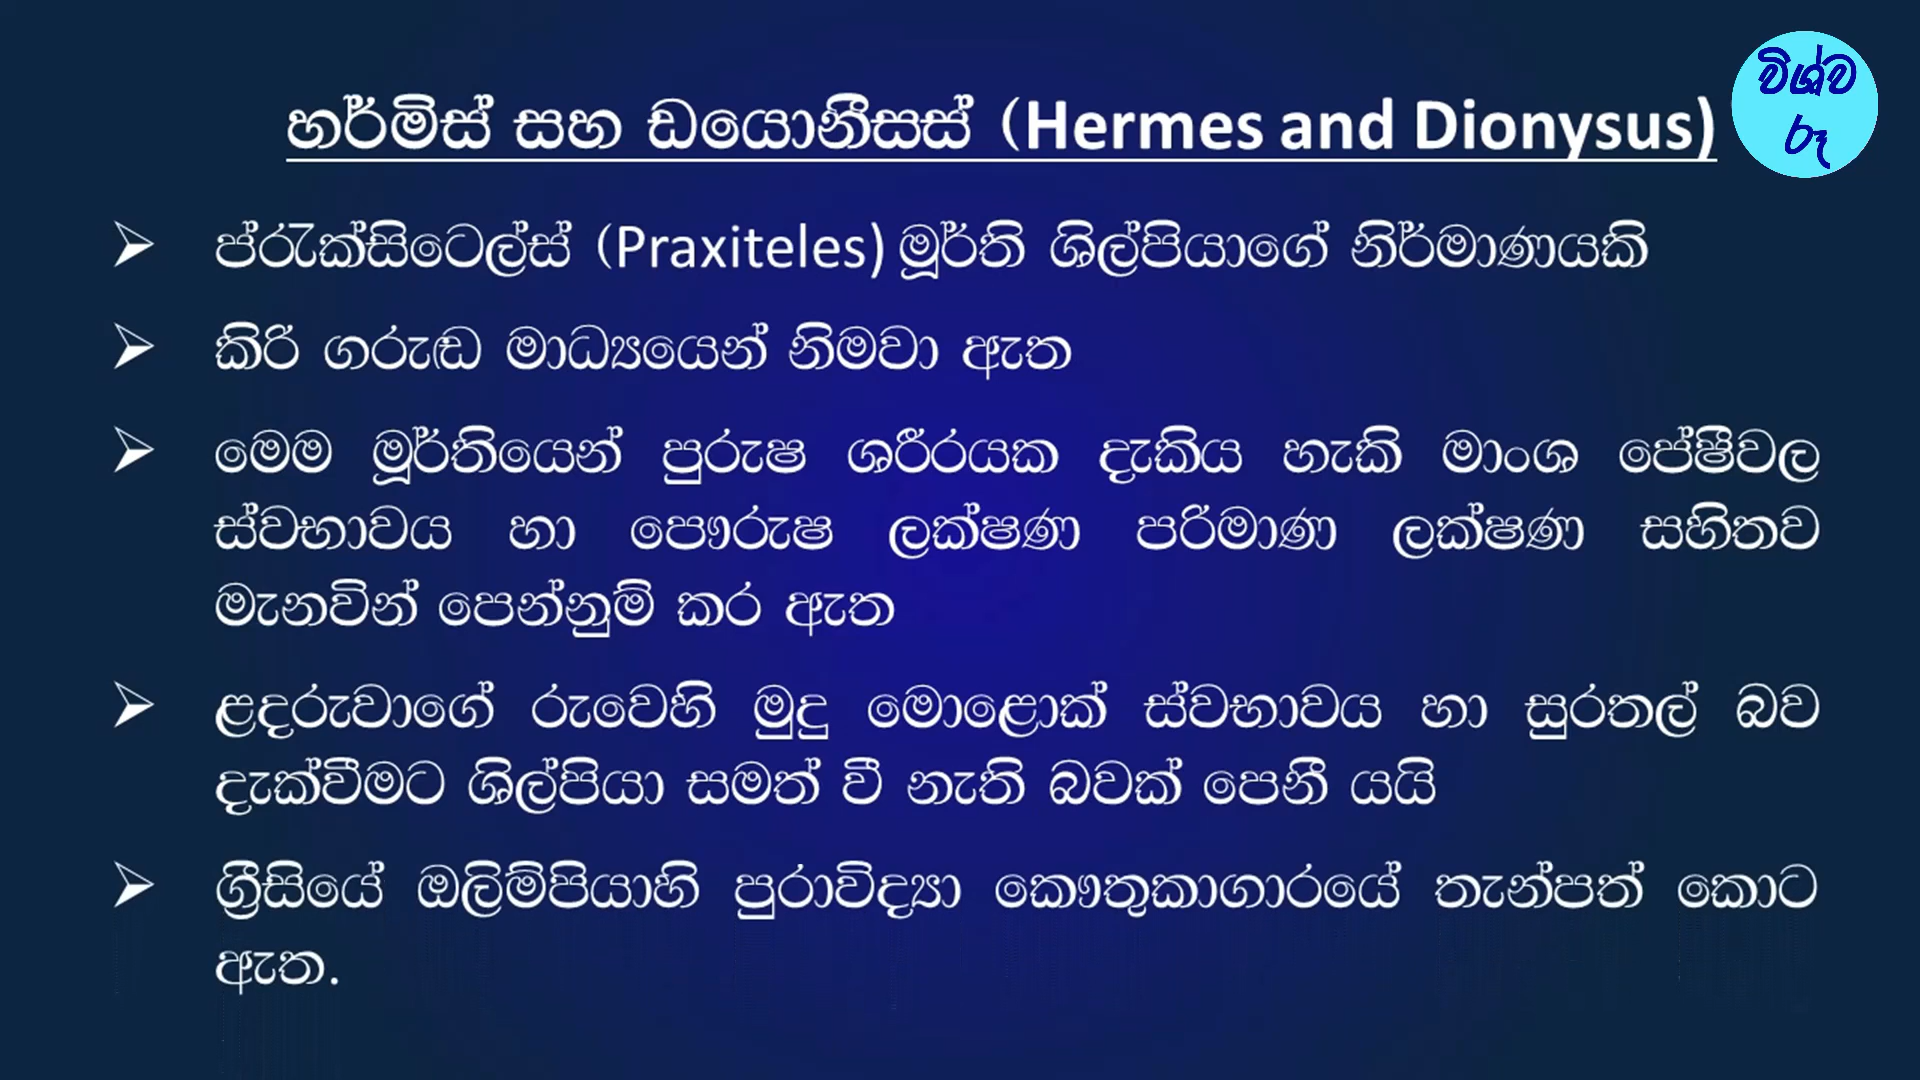 හර්මිස් සහ ඩයොනීසස් (Hermes and Dionysus)
විශ්ව
රූ
➢ ප්රැක්සිටෙල්ස් (Praxiteles) මූර්ති ශිල්පියාගේ නිර්මාණයකි
➢ කිරි ගරුඬ මාධ්‍යයෙන් නිමවා ඇත
➢ මෙම මූර්තියෙන් පුරුෂ ශරීරයක දැකිය හැකි මාංශ පේෂීවල
ස්වභාවය හා පෞරුෂ ලක්ෂණ පරිමාණ ලක්ෂණ සහිතව
මැනවින් පෙන්නුම් කර ඇත
➢ ළදරුවාගේ රුවෙහි මුදු මොළොක් ස්වභාවය හා සුරතල් බව
දැක්වීමට ශිල්පියා සමත් වී නැති බවක් පෙනී යයි
➢ ග්‍රීසියේ ඔලිම්පියාහි පුරාවිද්‍යා කෞතුකාගාරයේ තැන්පත් කොට
ඇත.